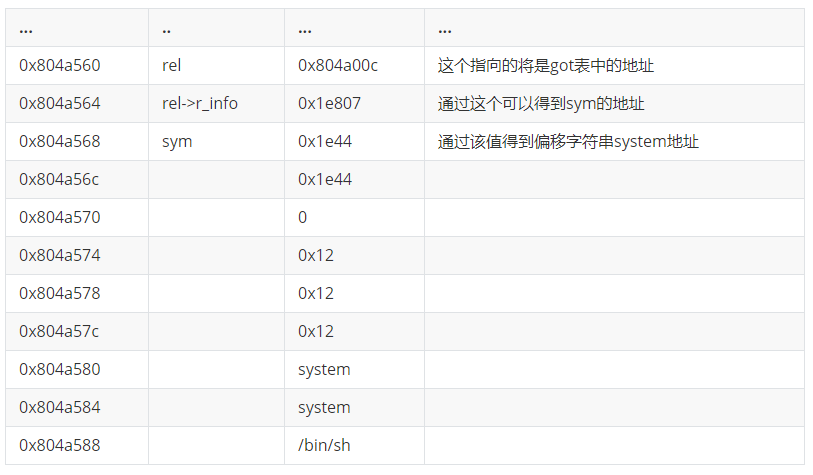 ... .. ... ...
0x804a560 rel 0x804a00c 这个指向的将是got表中的地址
0x804a564 rel->r_info 0x1e807 通过这个可以得到sym的地址
0x804a568 sym 0x1e44 通过该值得到偏移字符串system地址
0x804a56c 0x1e44
0x804a570 0
0x804a574 0x12
0x804a578 0x12
0x804a57c 0x12
0x804a580 system
0x804a584 system
0x804a588 /bin/sh